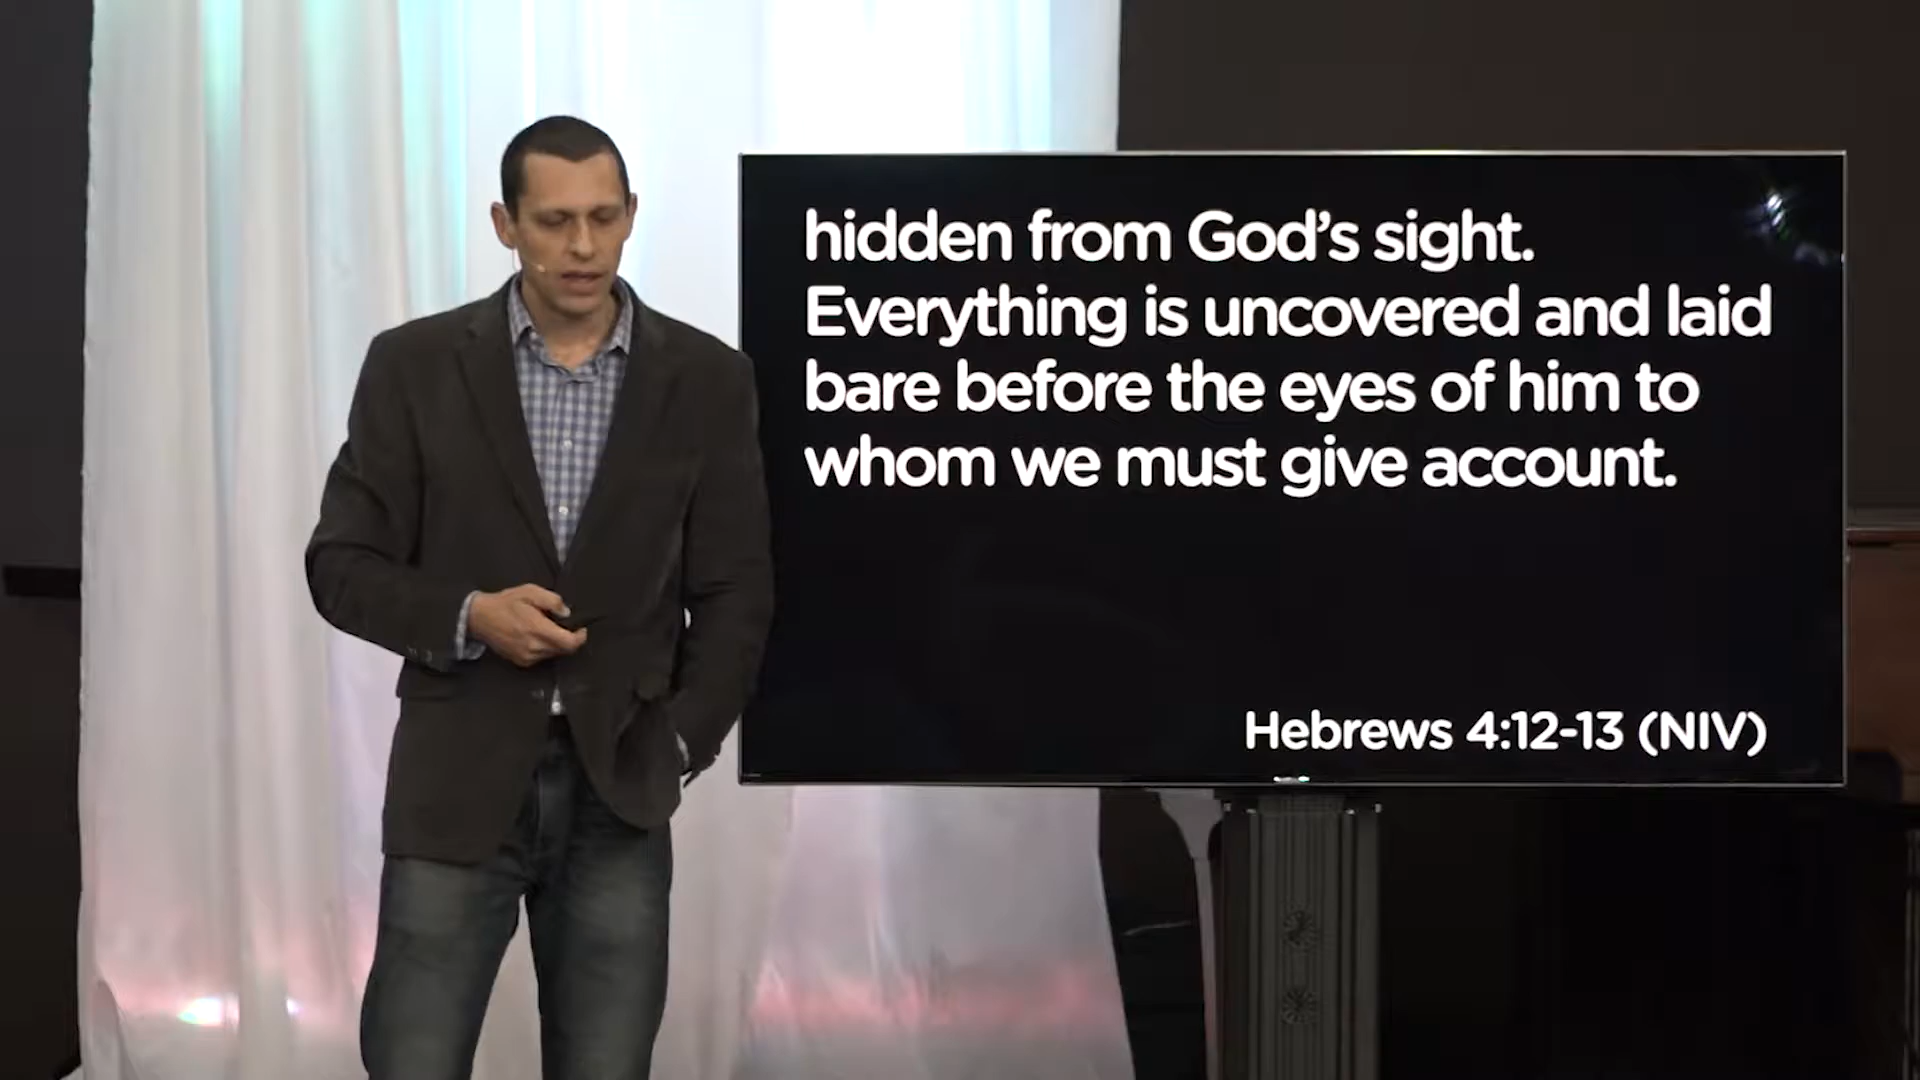 hidden from God's sight.
Everything is uncovered and laid
bare before the eyes of him to
whom we must give account.
Hebrews 4:12-13 (NIV)